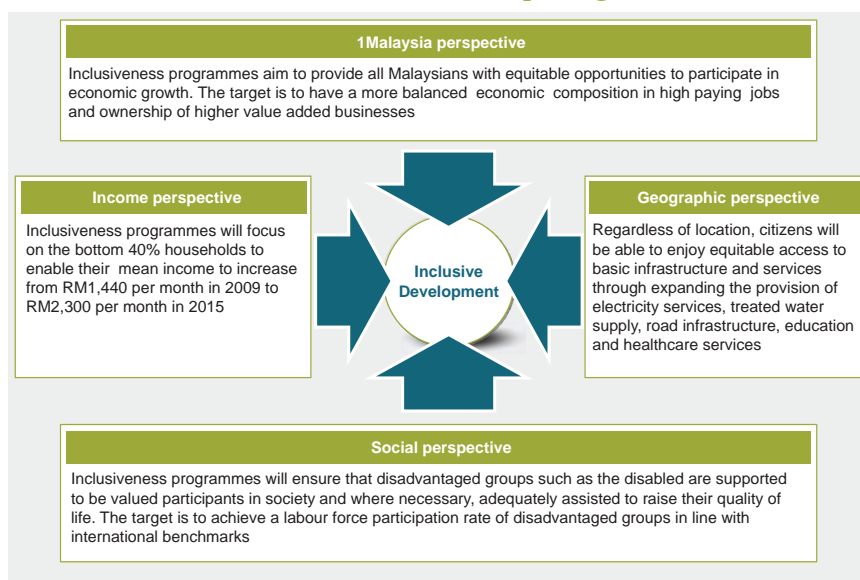 1Malaysia perspective
Inclusiveness programmes aim to provide all Malaysians with equitable opportunities to participate in
economic growth. The target is to have a more balanced economic composition in high paying jobs
and ownership of higher value added businesses
Income perspective
Inclusiveness programmes will focus
on the bottom 40% households to
enable their mean income to increase
from RM1,440 per month in 2009 to
RM2,300 per month in 2015
Inclusive
Development
Geographic perspective
Regardless of location, citizens will
be able to enjoy equitable access to
basic infrastructure and services
through expanding the provision of
electricity services, treated water
supply, road infrastructure, education
and healthcare services
Social perspective
Inclusiveness programmes will ensure that disadvantaged groups such as the disabled are supported
to be valued participants in society and where necessary, adequately assisted to raise their quality of
life. The target is to achieve a labour force participation rate of disadvantaged groups in line with
international benchmarks